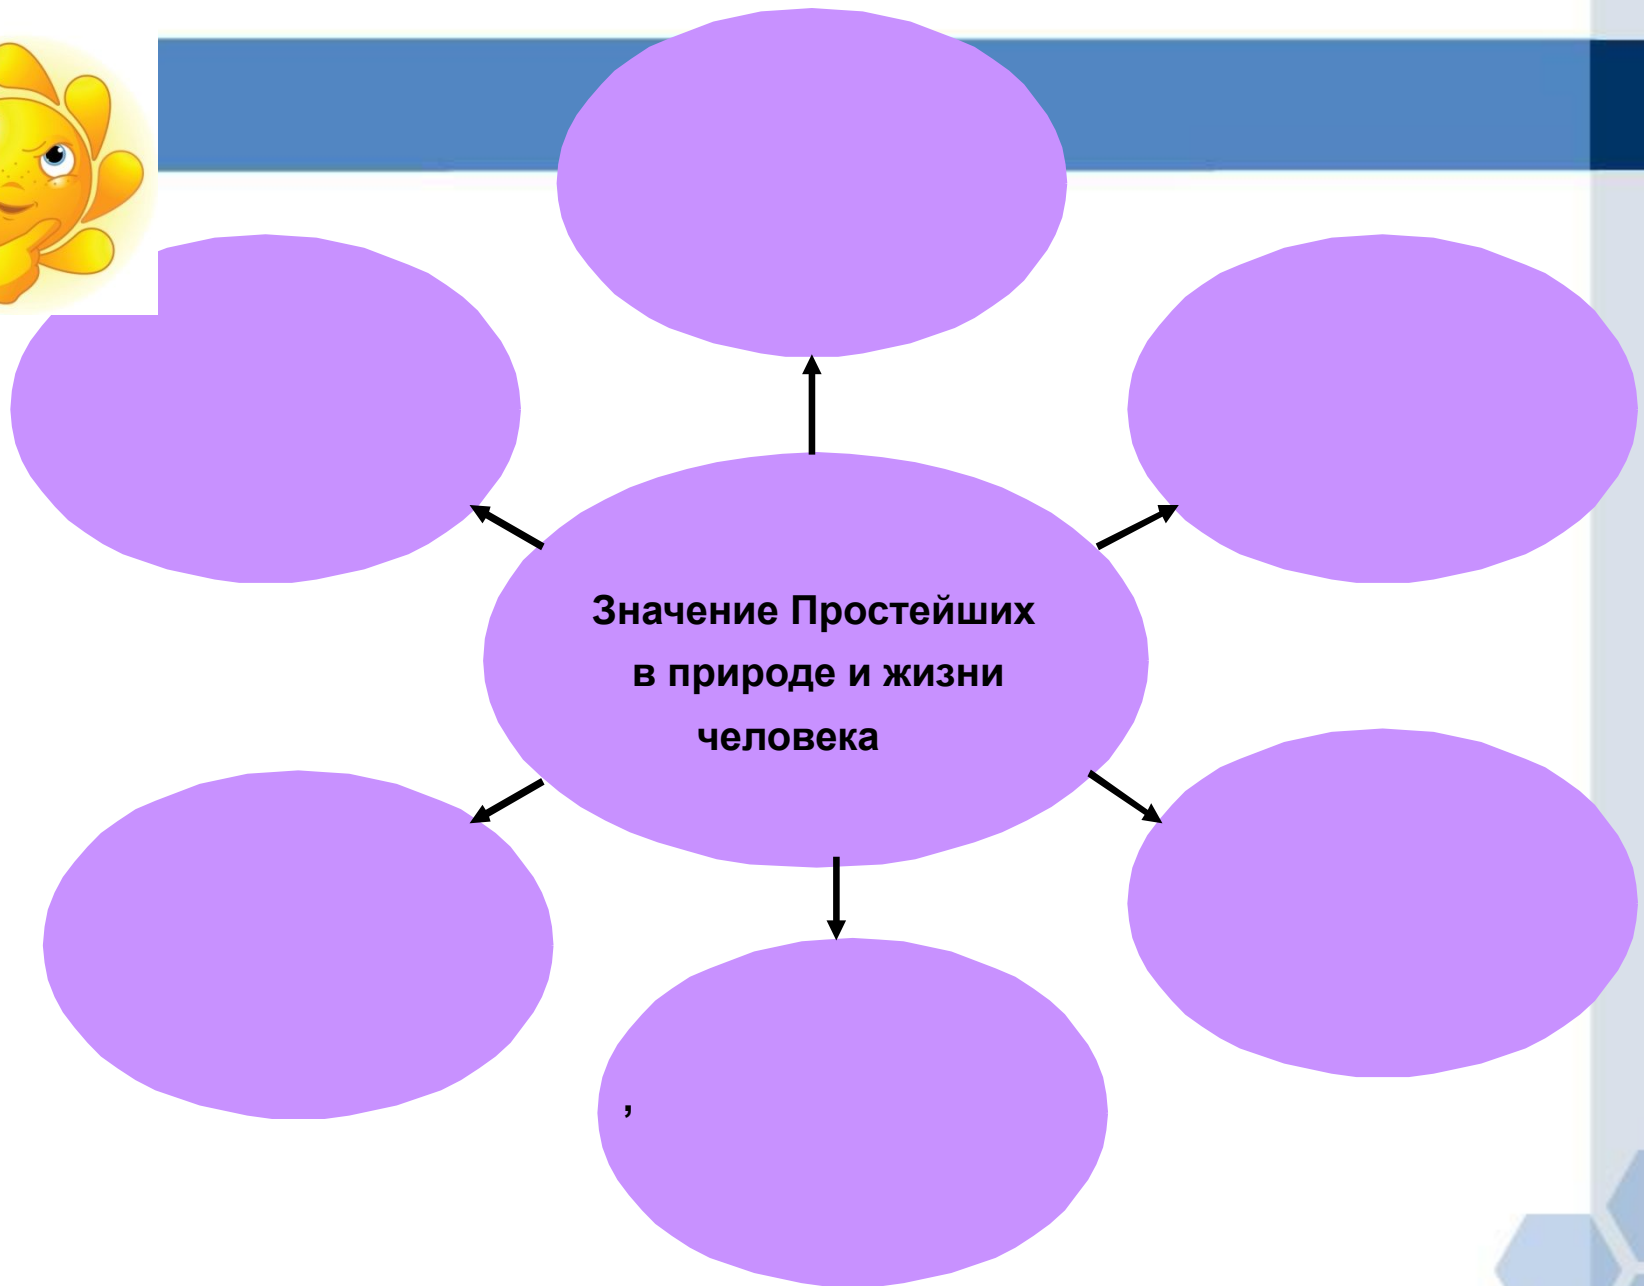 Значение Простейших
в природе и жизни
человека
,